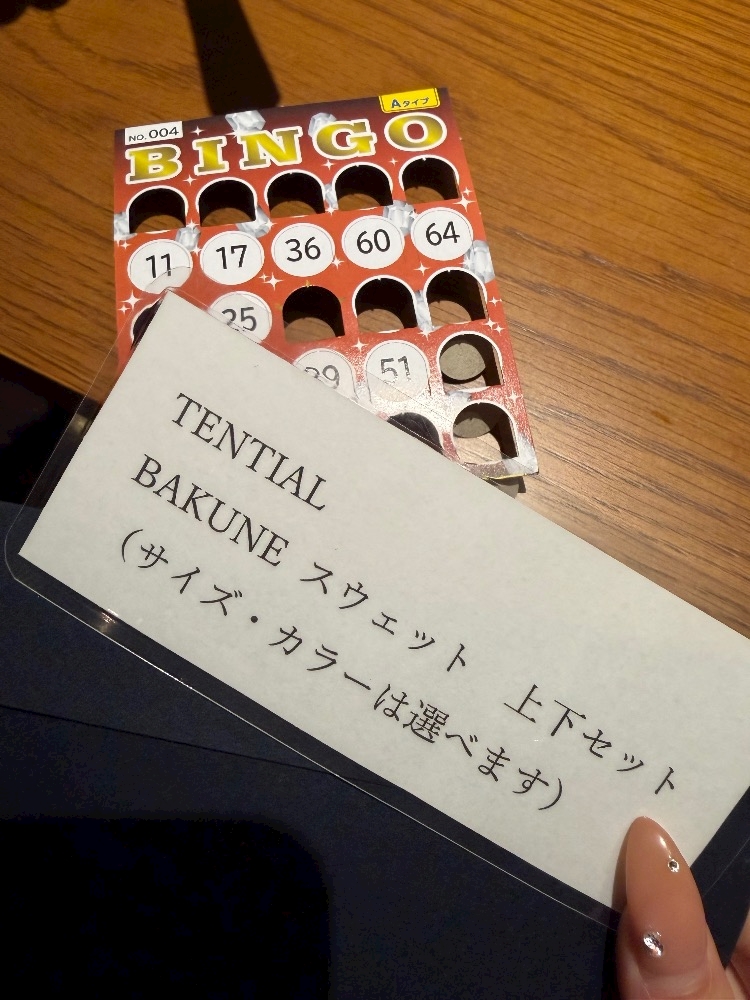 NO.004
Aタイプ
BINGO
11 17 36 60 64
25
51
TENTIAL
BAKUNE スウェット 上下セット
(サイズ・カラーは選べます)